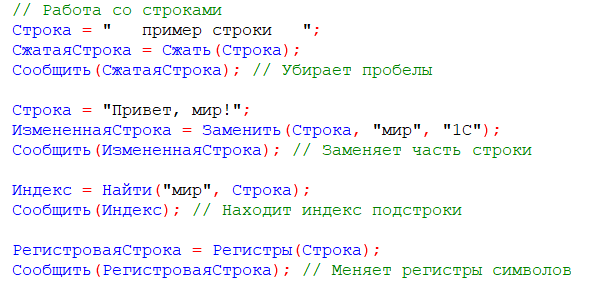 // Работа со строками
Строка = "   пример строки   ";
СжатаяСтрока = Сжать(Строка);
Сообщить(СжатаяСтрока); // Убирает пробелы

Строка = "Привет, мир!";
ИзмененнаяСтрока = Заменить(Строка, "мир", "1С");
Сообщить(ИзмененнаяСтрока); // Заменяет часть строки

Индекс = Найти("мир", Строка);
Сообщить(Индекс); // Находит индекс подстроки

РегистроваяСтрока = Регистры(Строка);
Сообщить(РегистроваяСтрока); // Меняет регистры символов